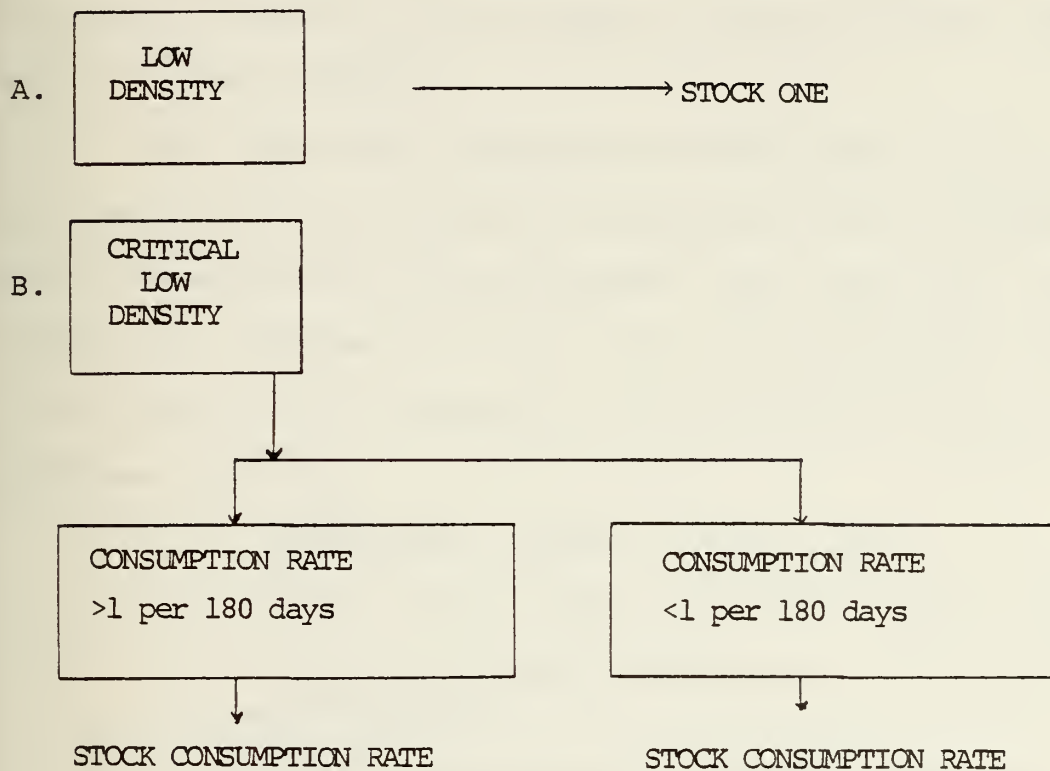 A.
LOW
DENSITY
STOCK ONE
B.
CRITICAL
LOW
DENSITY
CONSUMPTION RATE
>1 per 180 days
CONSUMPTION RATE
<1 per 180 days
STOCK CONSUMPTION RATE
STOCK CONSUMPTION RATE